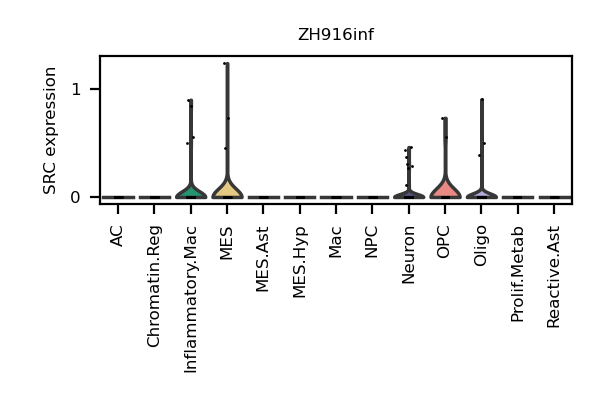 ZH916inf
SRC expression
1
0
AC
Chromatin.Reg
Inflammatory.Mac
MES
MES.Ast
MES.Hyp
Mac
NPC
Neuron
OPC
Oligo
Prolif.Metab
Reactive.Ast